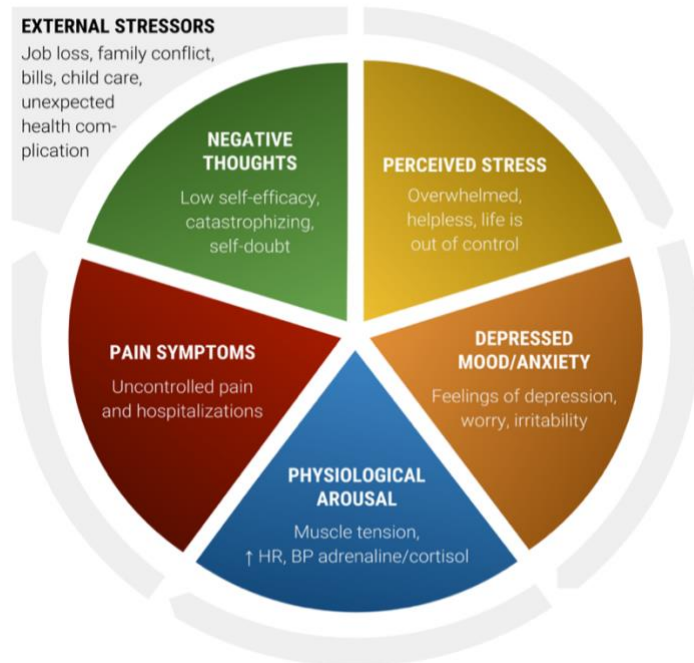 EXTERNAL STRESSORS
Job loss, family conflict,
bills, child care,
unexpected
health com-
plication
NEGATIVE
THOUGHTS
Low self-efficacy,
catastrophizing,
self-doubt
PERCEIVED STRESS
Overwhelmed,
helpless, life is
out of control
DEPRESSED
MOOD/ANXIETY
Feelings of depression,
worry, irritability
PHYSIOLOGICAL
AROUSAL
Muscle tension,
↑ HR, BP adrenaline/cortisol
PAIN SYMPTOMS
Uncontrolled pain
and hospitalizations